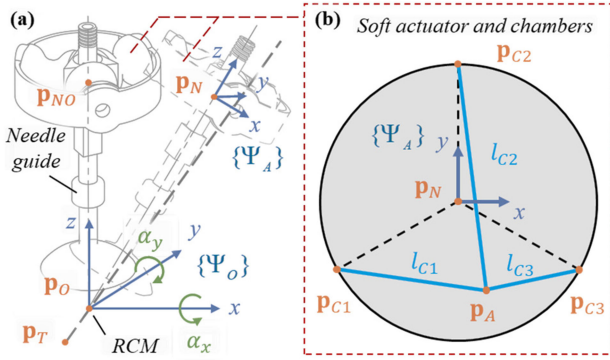 (a)
z
p_N
y
x
{Ψ_A}
p_NO
Needle
guide
z
α_y
y
{Ψ_O}
p_O
x
p_T
RCM
α_x
(b)
Soft actuator and chambers
p_C2
{Ψ_A}
y
l_C2
p_N
x
l_C1
l_C3
p_C1
p_A
p_C3